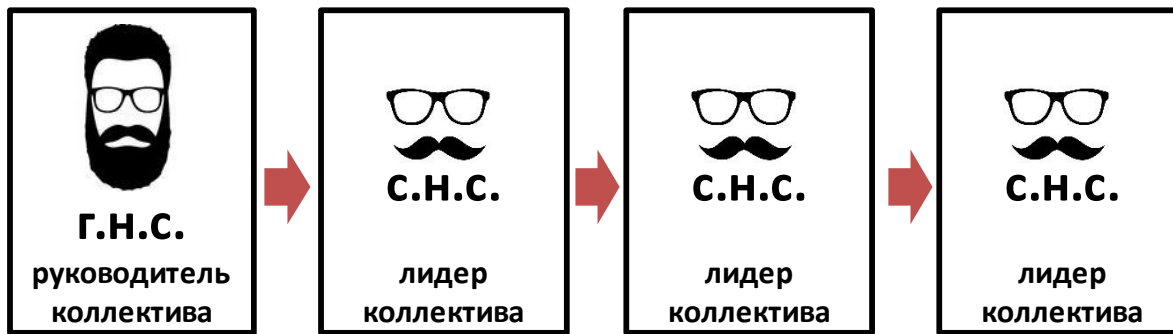 г.н.с.
руководитель
коллектива
с.н.с.
лидер
коллектива
с.н.с.
лидер
коллектива
с.н.с.
лидер
коллектива